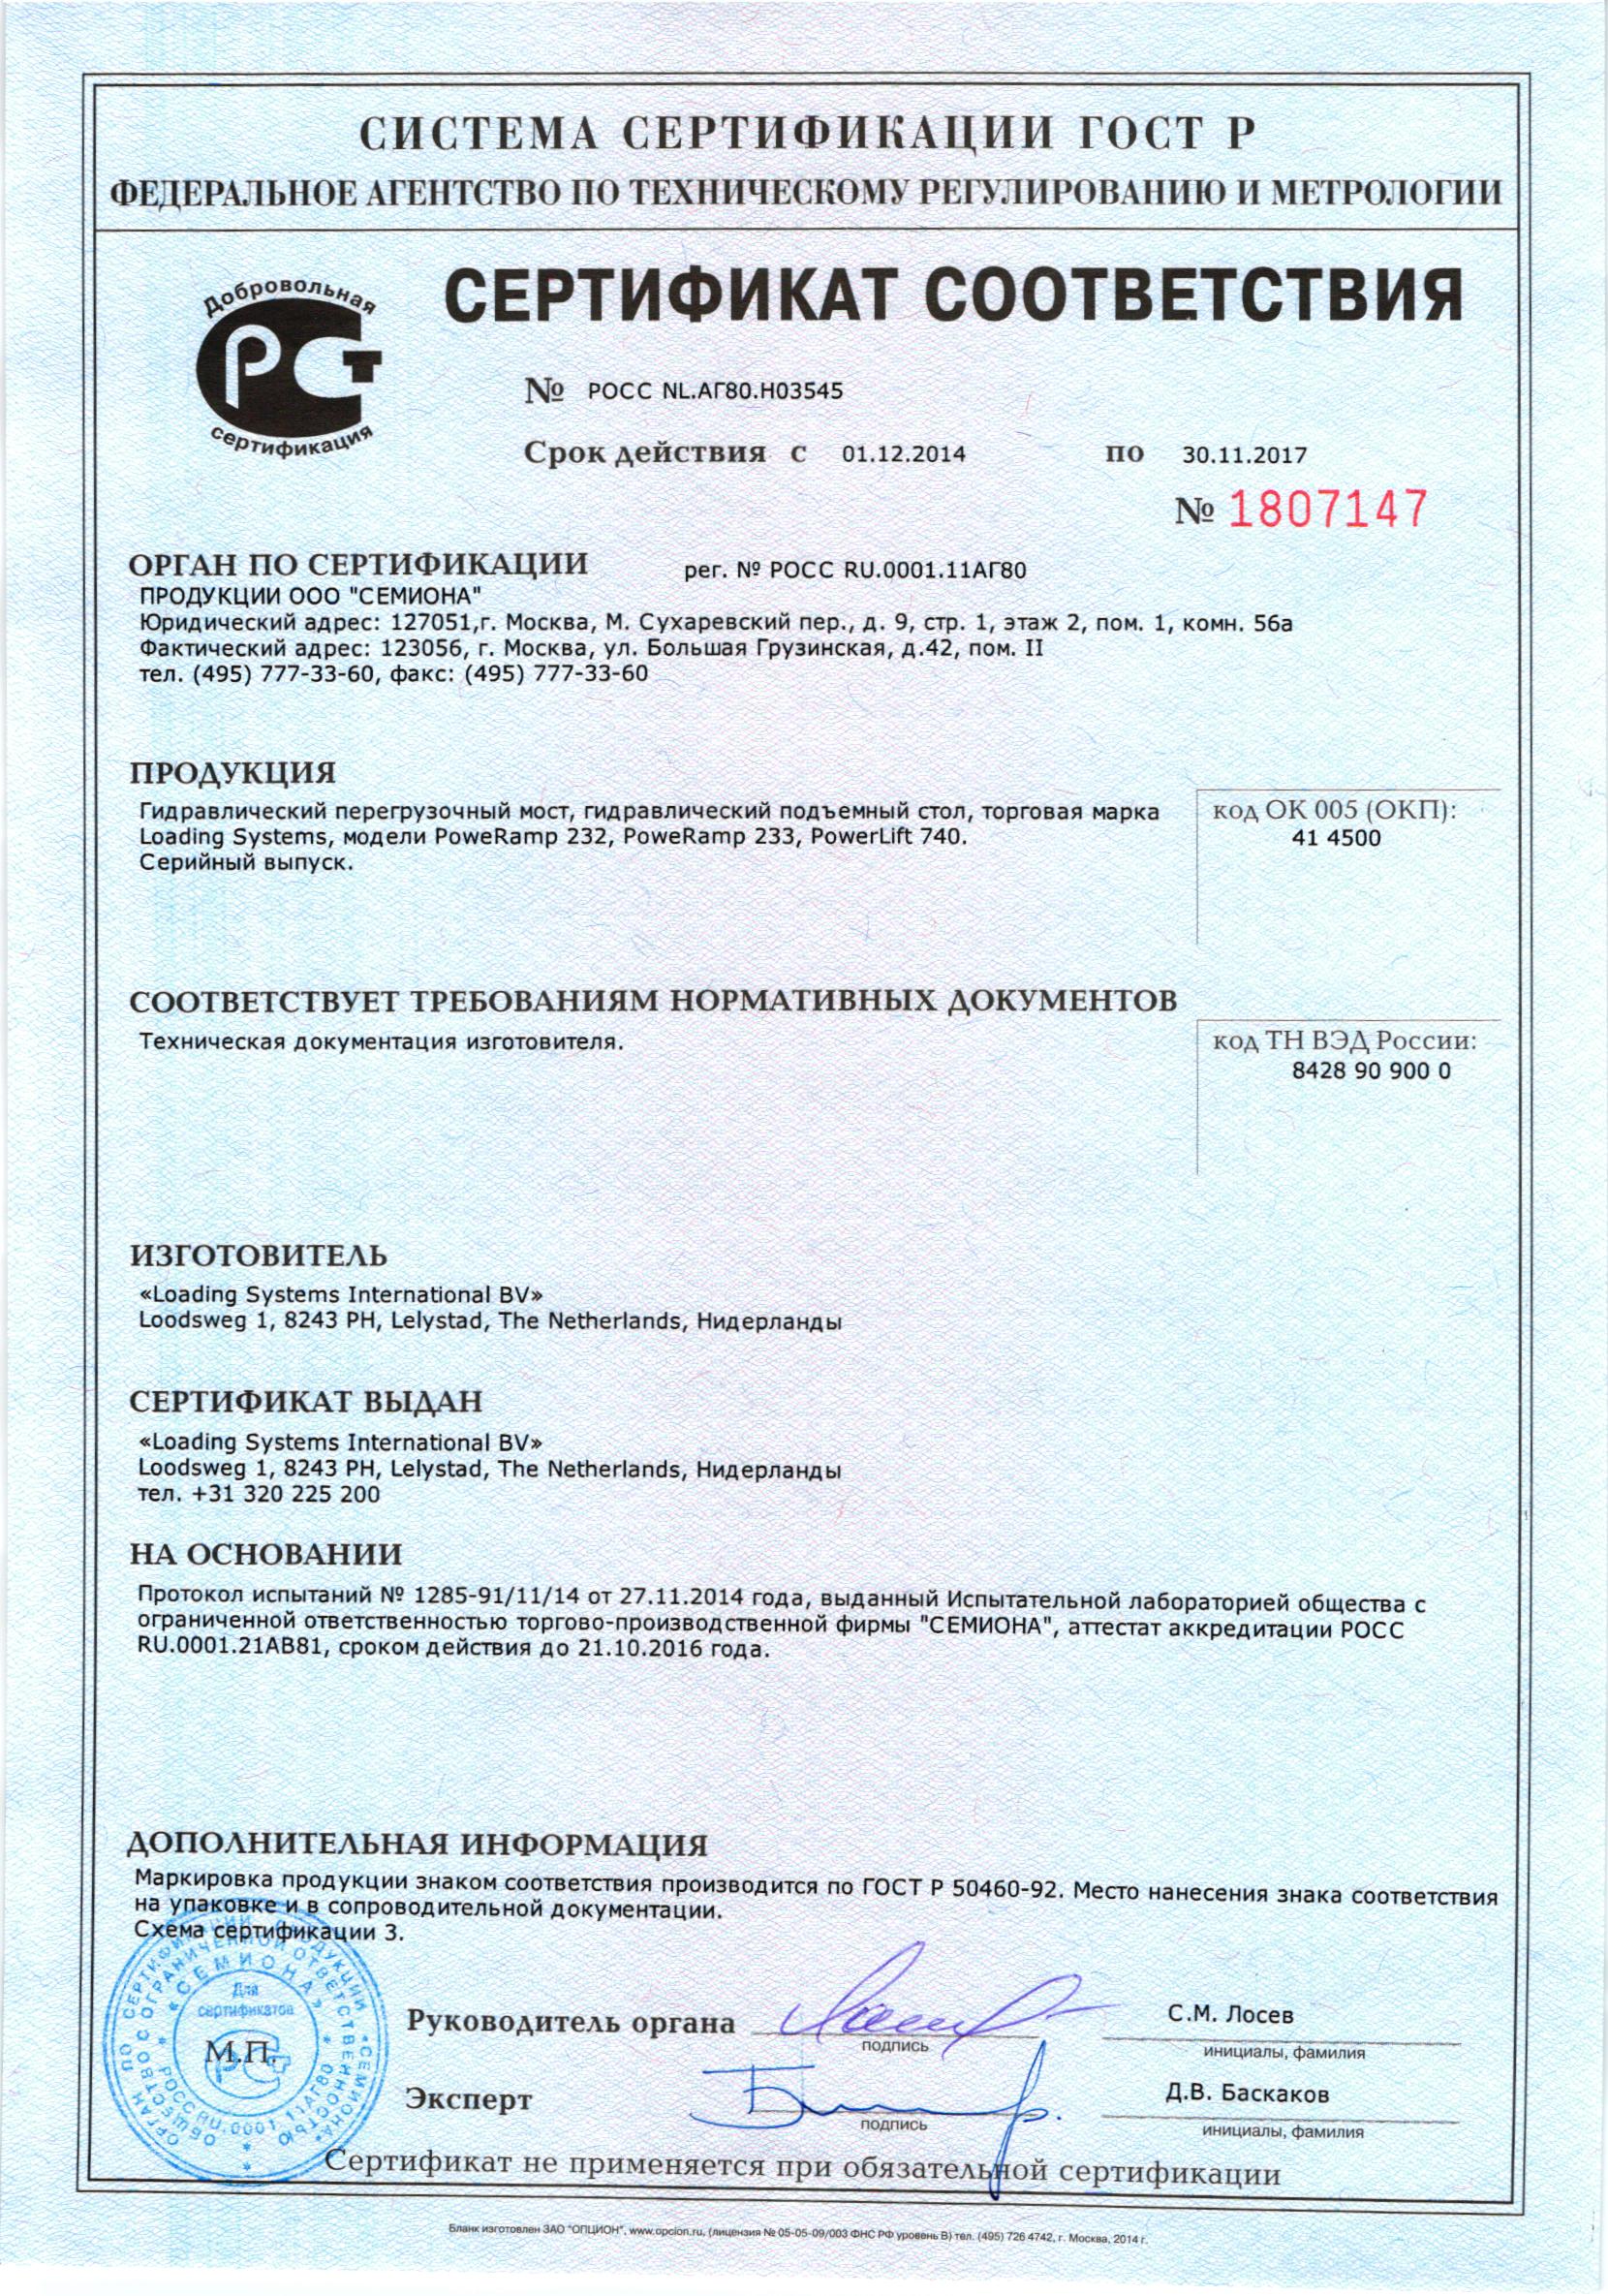 СИСТЕМА СЕРТИФИКАЦИИ ГОСТ Р
ФЕДЕРАЛЬНОЕ АГЕНТСТВО ПО ТЕХНИЧЕСКОМУ РЕГУЛИРОВАНИЮ И МЕТРОЛОГИИ
Добровольная
РСТ
сертификация
СЕРТИФИКАТ СООТВЕТСТВИЯ
№ РОСС NL.АГ80.Н03545
Срок действия с 01.12.2014 по 30.11.2017
№ 1807147
ОРГАН ПО СЕРТИФИКАЦИИ рег. № РОСС RU.0001.11АГ80
ПРОДУКЦИИ ООО "СЕМИОНА"
Юридический адрес: 127051,г. Москва, М. Сухаревский пер., д. 9, стр. 1, этаж 2, пом. 1, комн. 56а
Фактический адрес: 123056, г. Москва, ул. Большая Грузинская, д.42, пом. II
тел. (495) 777-33-60, факс: (495) 777-33-60
ПРОДУКЦИЯ
Гидравлический перегрузочный мост, гидравлический подъемный стол, торговая марка
Loading Systems, модели PoweRamp 232, PoweRamp 233, PowerLift 740.
Серийный выпуск.
код ОК 005 (ОКП):
41 4500
СООТВЕТСТВУЕТ ТРЕБОВАНИЯМ НОРМАТИВНЫХ ДОКУМЕНТОВ
Техническая документация изготовителя.
код ТН ВЭД России:
8428 90 900 0
ИЗГОТОВИТЕЛЬ
«Loading Systems International BV»
Loodsweg 1, 8243 PH, Lelystad, The Netherlands, Нидерланды
СЕРТИФИКАТ ВЫДАН
«Loading Systems International BV»
Loodsweg 1, 8243 PH, Lelystad, The Netherlands, Нидерланды
тел. +31 320 225 200
НА ОСНОВАНИИ
Протокол испытаний № 1285-91/11/14 от 27.11.2014 года, выданный Испытательной лабораторией общества с
ограниченной ответственностью торгово-производственной фирмы "СЕМИОНА", аттестат аккредитации РОСС
RU.0001.21АВ81, сроком действия до 21.10.2016 года.
ДОПОЛНИТЕЛЬНАЯ ИНФОРМАЦИЯ
Маркировка продукции знаком соответствия производится по ГОСТ Р 50460-92. Место нанесения знака соответствия
на упаковке и в сопроводительной документации.
Схема сертификации 3.
ОРГАН ПО СЕРТИФИКАЦИИ ПРОДУКЦИИ «СЕМИОНА»
ОБЩЕСТВО С ОГРАНИЧЕННОЙ ОТВЕТСТВЕННОСТЬЮ
«СЕМИОНА»
РОСС RU.0001.11АГ80
Для
сертификатов
М.П.
Руководитель органа
подпись
С.М. Лосев
инициалы, фамилия
Эксперт
подпись
Д.В. Баскаков
инициалы, фамилия
Сертификат не применяется при обязательной сертификации
Бланк изготовлен ЗАО "ОПЦИОН", www.opcion.ru, (лицензия № 05-05-09/003 ФНС РФ уровень В) тел. (495) 726 4742, г. Москва, 2014 г.